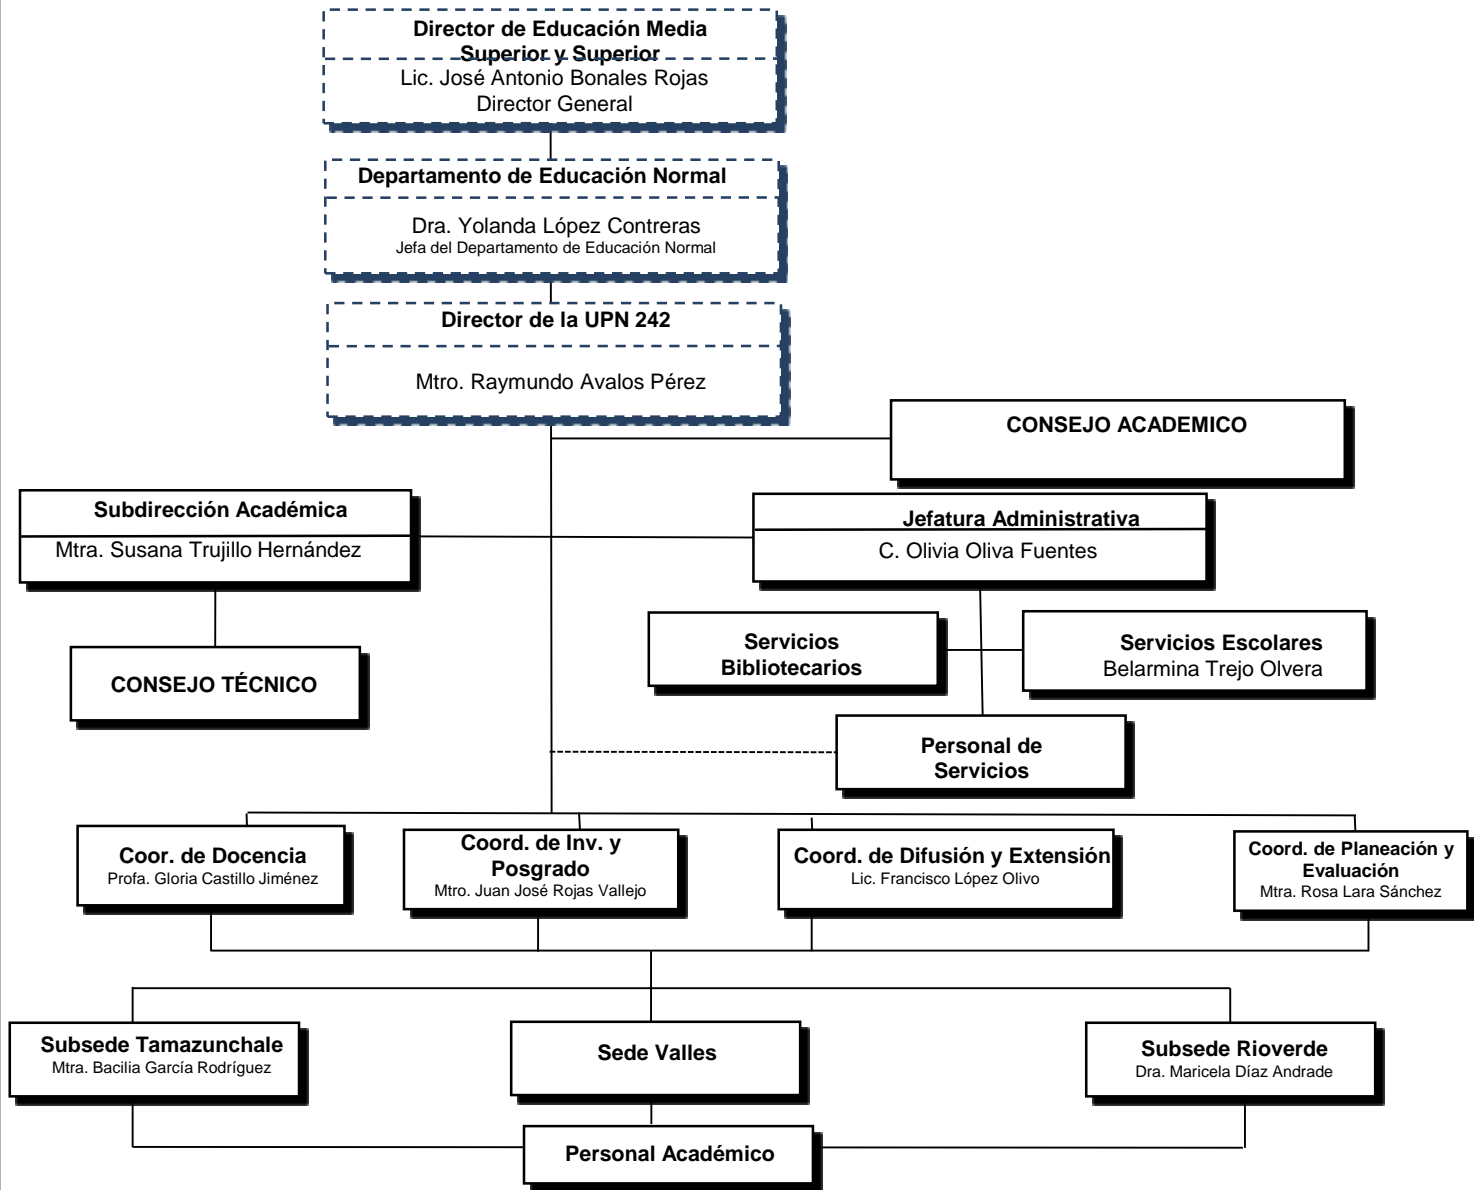 Director de Educación Media
Superior y Superior
Lic. José Antonio Bonales Rojas
Director General
Departamento de Educación Normal
Dra. Yolanda López Contreras
Jefa del Departamento de Educación Normal
Director de la UPN 242
Mtro. Raymundo Avalos Pérez
CONSEJO ACADEMICO
Subdirección Académica
Mtra. Susana Trujillo Hernández
Jefatura Administrativa
C. Olivia Oliva Fuentes
CONSEJO TÉCNICO
Servicios
Bibliotecarios
Servicios Escolares
Belarmina Trejo Olvera
Personal de
Servicios
Coor. de Docencia
Profa. Gloria Castillo Jiménez
Coord. de Inv. y
Posgrado
Mtro. Juan José Rojas Vallejo
Coord. de Difusión y Extensión
Lic. Francisco López Olivo
Coord. de Planeación y
Evaluación
Mtra. Rosa Lara Sánchez
Subsede Tamazunchale
Mtra. Bacilia García Rodríguez
Sede Valles
Subsede Rioverde
Dra. Maricela Díaz Andrade
Personal Académico